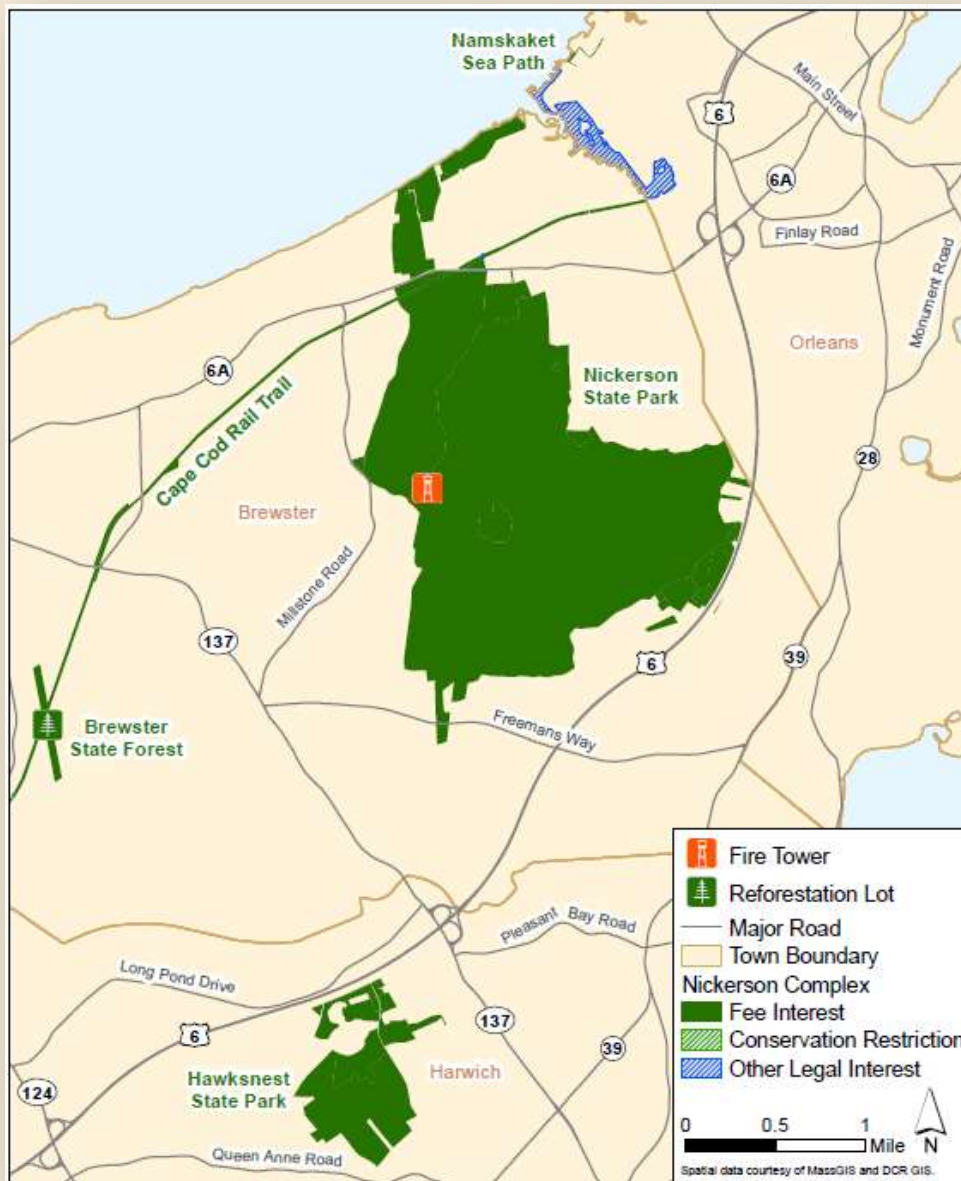 Namskaket
Sea Path
6
Main Street
6A
Finlay Road
Monument Road
Orleans
Nickerson
State Park
6A
Cape Cod Rail Trail
28
Brewster
Millstone Road
137
6
39
Brewster
State Forest
Freemans Way
Pleasant Bay Road
Long Pond Drive
6
137
39
Hawksnest
State Park
Harwich
124
Queen Anne Road
Fire Tower
Reforestation Lot
Major Road
Town Boundary
Nickerson Complex
Fee Interest
Conservation Restriction
Other Legal Interest
0 0.5 1
Mile
N
Spatial data courtesy of MassGIS and DCR GIS.